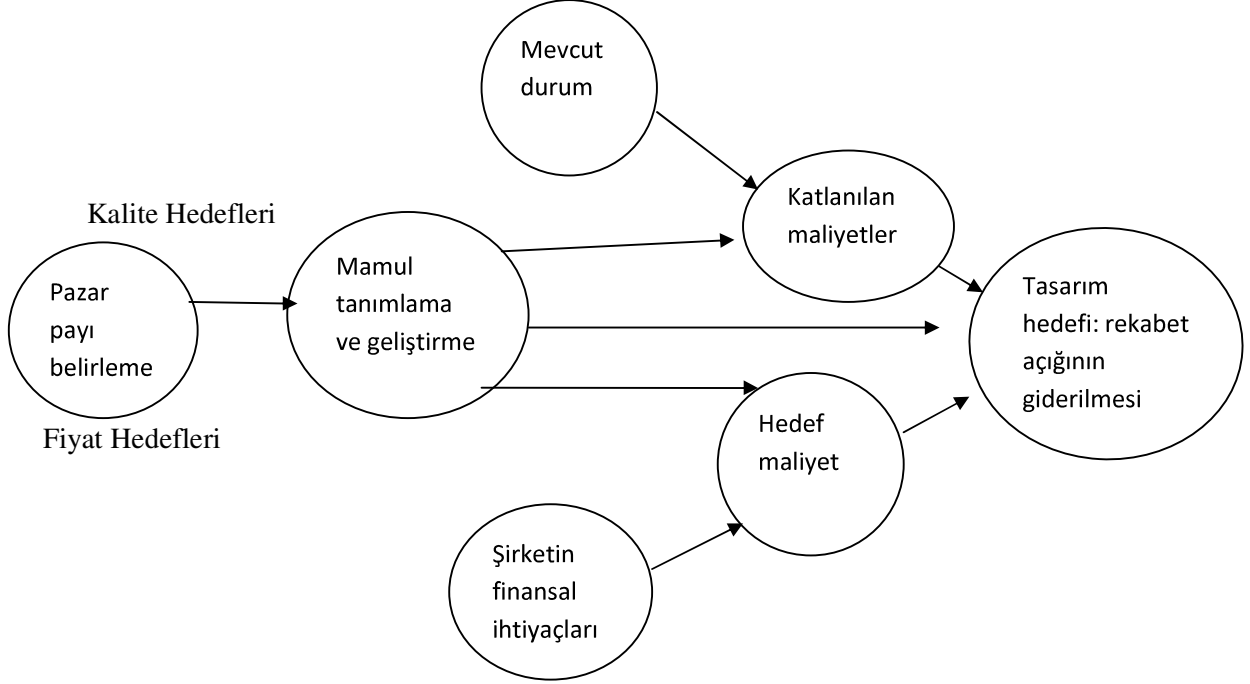 Mevcut
durum
Katlanılan
maliyetler
Kalite Hedefleri
Pazar
payı
belirleme
Fiyat Hedefleri
Mamul
tanımlama
ve geliştirme
Tasarım
hedefi: rekabet
açığının
giderilmesi
Hedef
maliyet
Şirketin
finansal
ihtiyaçları